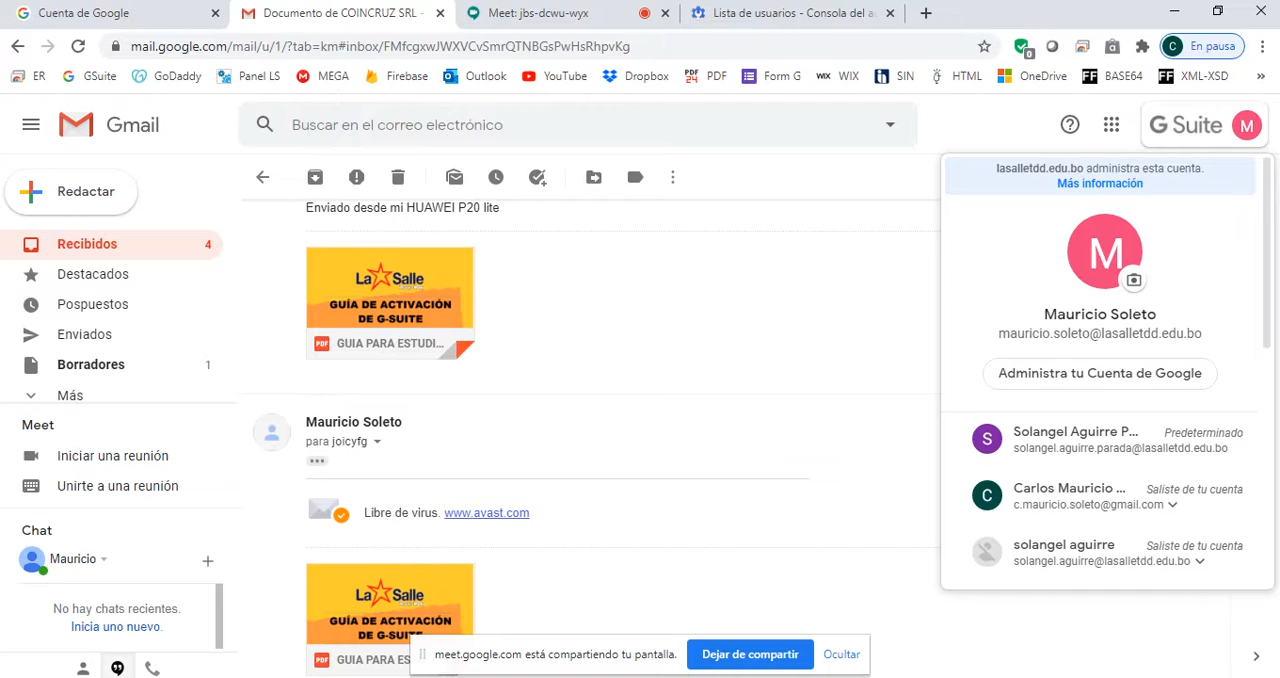 Cuenta de Google
Documento de COINCRUZ SRL -
Meet: jbs-dcwu-wyx
Lista de usuarios - Consola del a
mail.google.com/mail/u/1/?tab=km#inbox/FMfcgxwJWXVCvSmrQTNBGsPwHsRhpvKg
0
C En pausa
ER
GSuite
GoDaddy
Panel LS
MEGA
Firebase
Outlook
YouTube
Dropbox
PDF
Form G
WIX WIX
SIN
HTML
OneDrive
FF BASE64
FF XML-XSD
Gmail
Buscar en el correo electrónico
G Suite M
Redactar
Recibidos 4
Destacados
Pospuestos
Enviados
Borradores 1
Más
Meet
Iniciar una reunión
Unirte a una reunión
Chat
Mauricio
No hay chats recientes.
Inicia uno nuevo.
Enviado desde mi HUAWEI P20 lite
La Salle
GUÍA DE ACTIVACIÓN
DE G-SUITE
PDF GUIA PARA ESTUDI...
Mauricio Soleto
para joicyfg
Libre de virus. www.avast.com
La Salle
GUÍA DE ACTIVACIÓN
DE G-SUITE
PDF GUIA PARA ES
meet.google.com está compartiendo tu pantalla. Dejar de compartir Ocultar
lasalletdd.edu.bo administra esta cuenta.
Más información
M
Mauricio Soleto
mauricio.soleto@lasalletdd.edu.bo
Administra tu Cuenta de Google
S Solangel Aguirre P... Predeterminado
solangel.aguirre.parada@lasalletdd.edu.bo
C Carlos Mauricio ... Saliste de tu cuenta
c.mauricio.soleto@gmail.com
solangel aguirre Saliste de tu cuenta
solangel.aguirre@lasalletdd.edu.bo